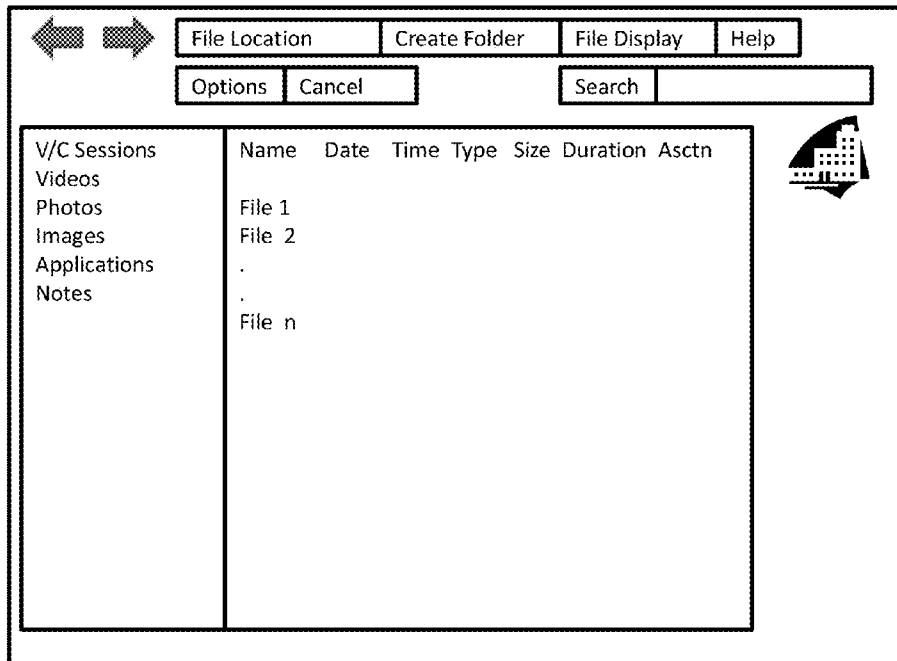 File Location Create Folder File Display Help
Options Cancel Search
V/C Sessions
Videos
Photos
Images
Applications
Notes
Name Date Time Type Size Duration Asctn
File 1
File 2
.
.
File n